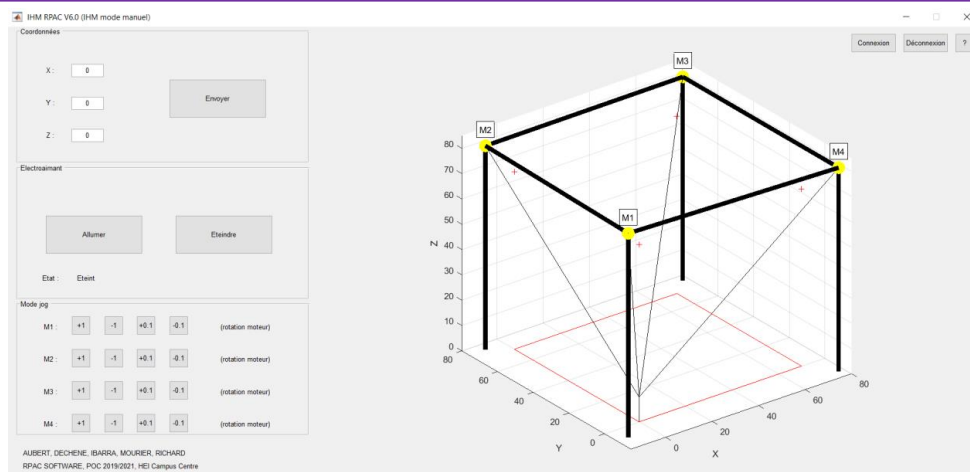 IHM RPAC V6.0 (IHM mode manuel)
Coordonnées
Connexion Déconnexion ?
X : 0
Y : 0
Z : 0
Envoyer
Electroaimant
Allumer Eteindre
Etat : Eteint
Mode jog
M1 : +1 -1 +0.1 -0.1 (rotation moteur)
M2 : +1 -1 +0.1 -0.1 (rotation moteur)
M3 : +1 -1 +0.1 -0.1 (rotation moteur)
M4 : +1 -1 +0.1 -0.1 (rotation moteur)
AUBERT, DECHENE, IBARRA, MOURIER, RICHARD
RPAC SOFTWARE, POC 2019/2021, HEI Campus Centre
M3
M2
M4
M1
80
70
60
50
40
30
20
10
0
Z
80
60
40
20
0
Y
0
20
40
60
80
X